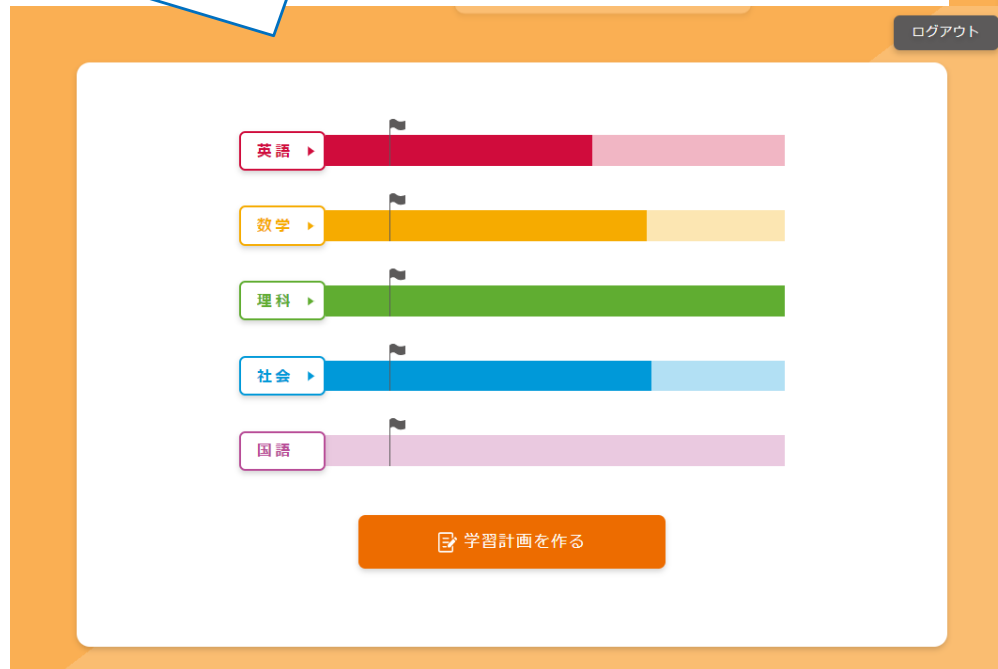 ログアウト
英語
数学
理科
社会
国語
学習計画を作る